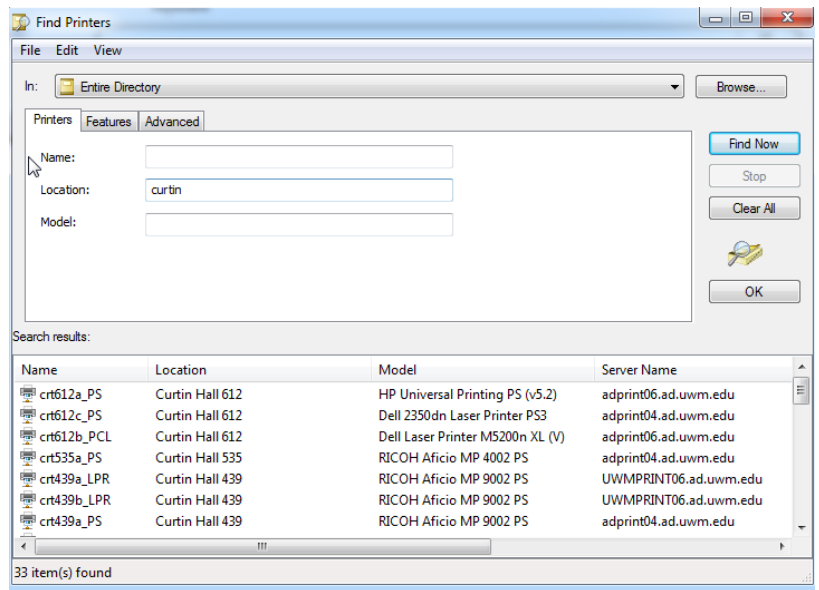 Find Printers
File Edit View
In: Entire Directory Browse...
Printers Features Advanced
Find Now
Name:
Stop
Location: curtin
Clear All
Model:
OK
Search results:
Name Location Model Server Name
crt612a_PS Curtin Hall 612 HP Universal Printing PS (v5.2) adprint06.ad.uwm.edu
crt612c_PS Curtin Hall 612 Dell 2350dn Laser Printer PS3 adprint06.ad.uwm.edu
crt612b_PCL Curtin Hall 612 Dell Laser Printer M5200n XL (V) adprint06.ad.uwm.edu
crt535a_PS Curtin Hall 535 RICOH Aficio MP 4002 PS adprint04.ad.uwm.edu
crt439a_LPR Curtin Hall 439 RICOH Aficio MP 9002 PS UWMPRINT06.ad.uwm.edu
crt439b_LPR Curtin Hall 439 RICOH Aficio MP 9002 PS UWMPRINT06.ad.uwm.edu
crt439a_PS Curtin Hall 439 RICOH Aficio MP 9002 PS adprint04.ad.uwm.edu
33 item(s) found